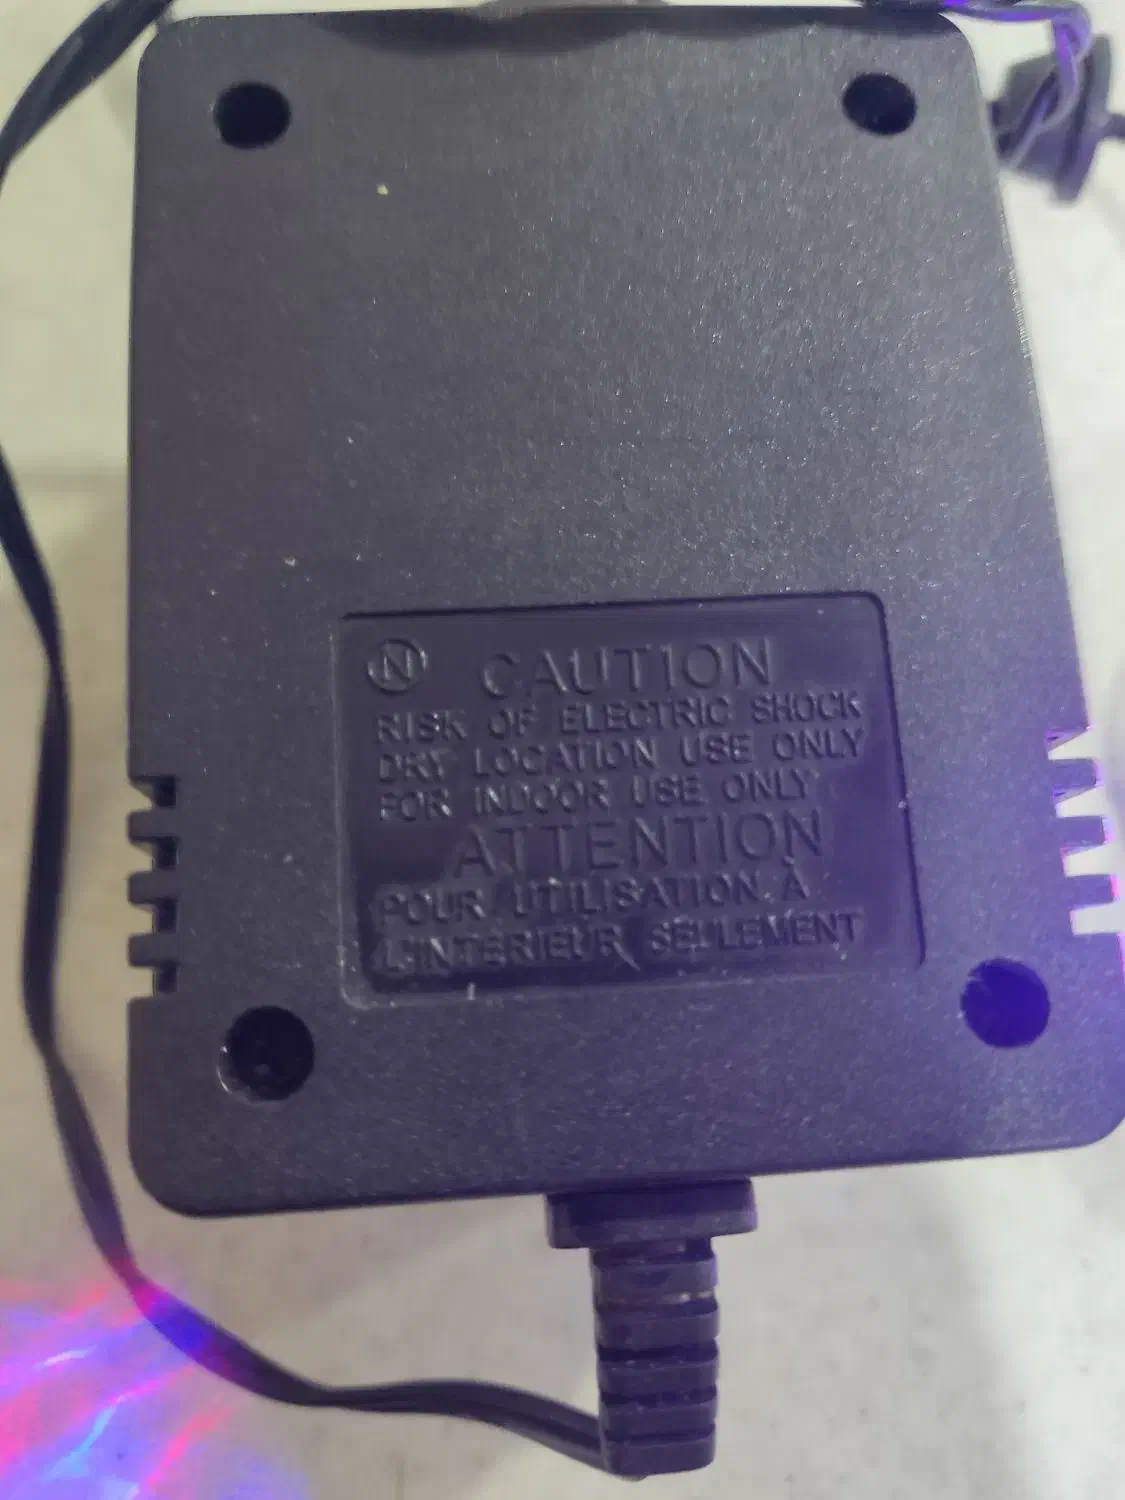 N CAUTION
RISK OF ELECTRIC SHOCK
DRY LOCATION USE ONLY
FOR INDOOR USE ONLY
ATTENTION
POUR UTILISATION À
L'INTERIEUR SEULEMENT